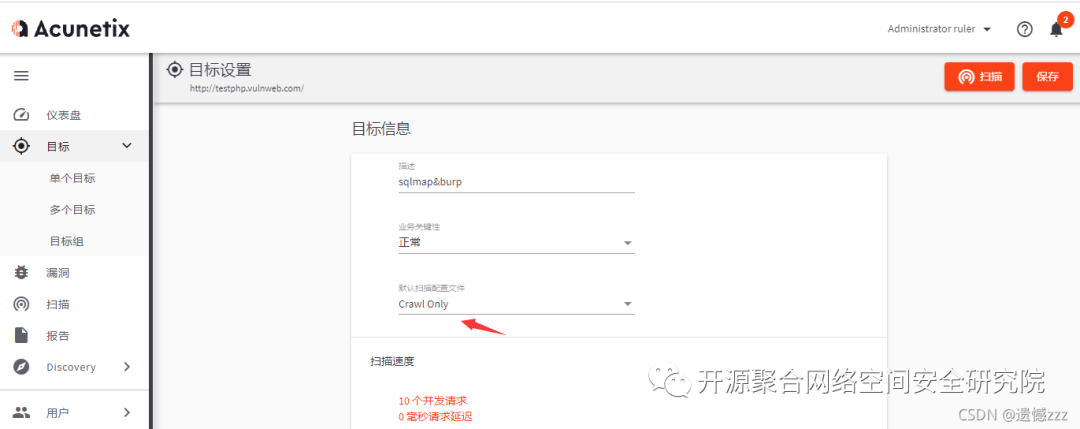 Acunetix
Administrator ruler
2
目标设置
http://testphp.vulnweb.com/
扫描
保存
仪表盘
目标
单个目标
多个目标
目标组
漏洞
扫描
报告
Discovery
用户
目标信息
描述
sqlmap&burp
业务关键性
正常
默认扫描配置文件
Crawl Only
扫描速度
10 个并发请求
0 毫秒请求延迟
开源聚合网络空间安全研究院
CSDN @遗憾zzz